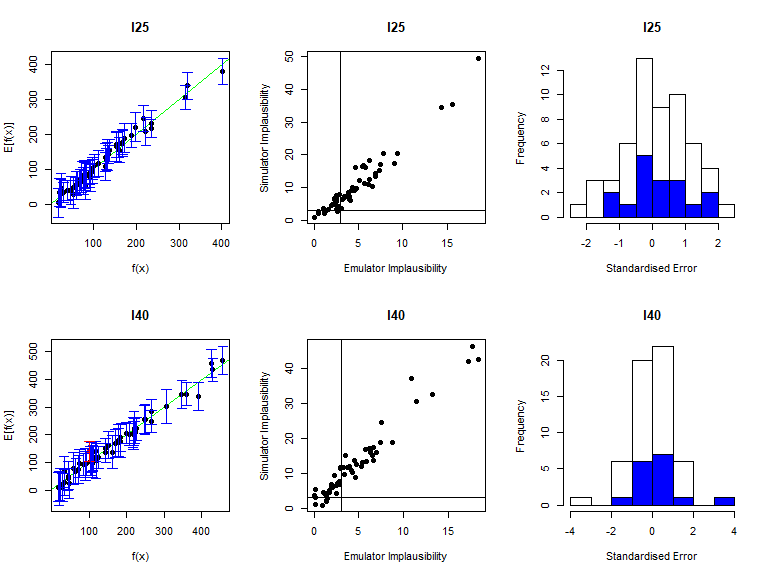 I25
I25
I25
E[f(x)]
0 100 200 300 400
100 200 300 400
f(x)
Simulator Implausibility
0 10 20 30 40 50
0 5 10 15
Emulator Implausibility
Frequency
0 2 4 6 8 10 12
-2 -1 0 1 2
Standardised Error
I40
I40
I40
E[f(x)]
0 100 200 300 400 500
100 200 300 400
f(x)
Simulator Implausibility
0 10 20 30 40
0 5 10 15
Emulator Implausibility
Frequency
0 5 10 15 20
-4 -2 0 2 4
Standardised Error